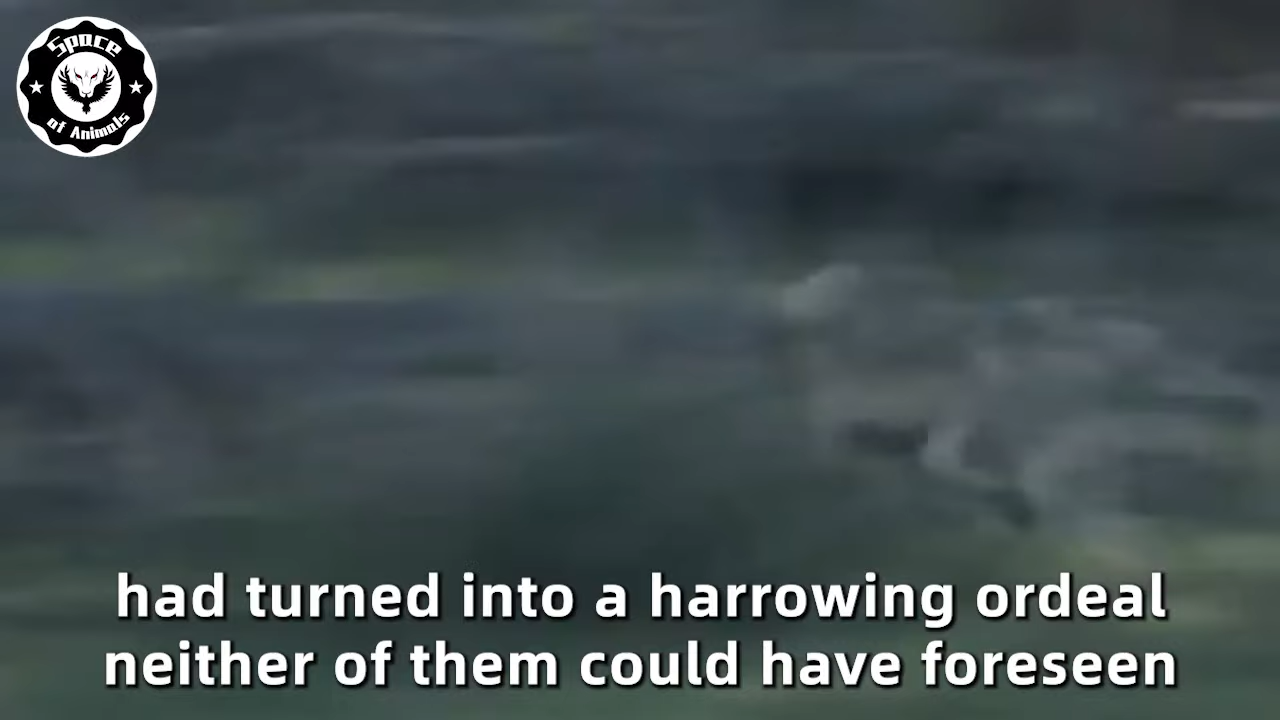 Space
of Animals
had turned into a harrowing ordeal
neither of them could have foreseen